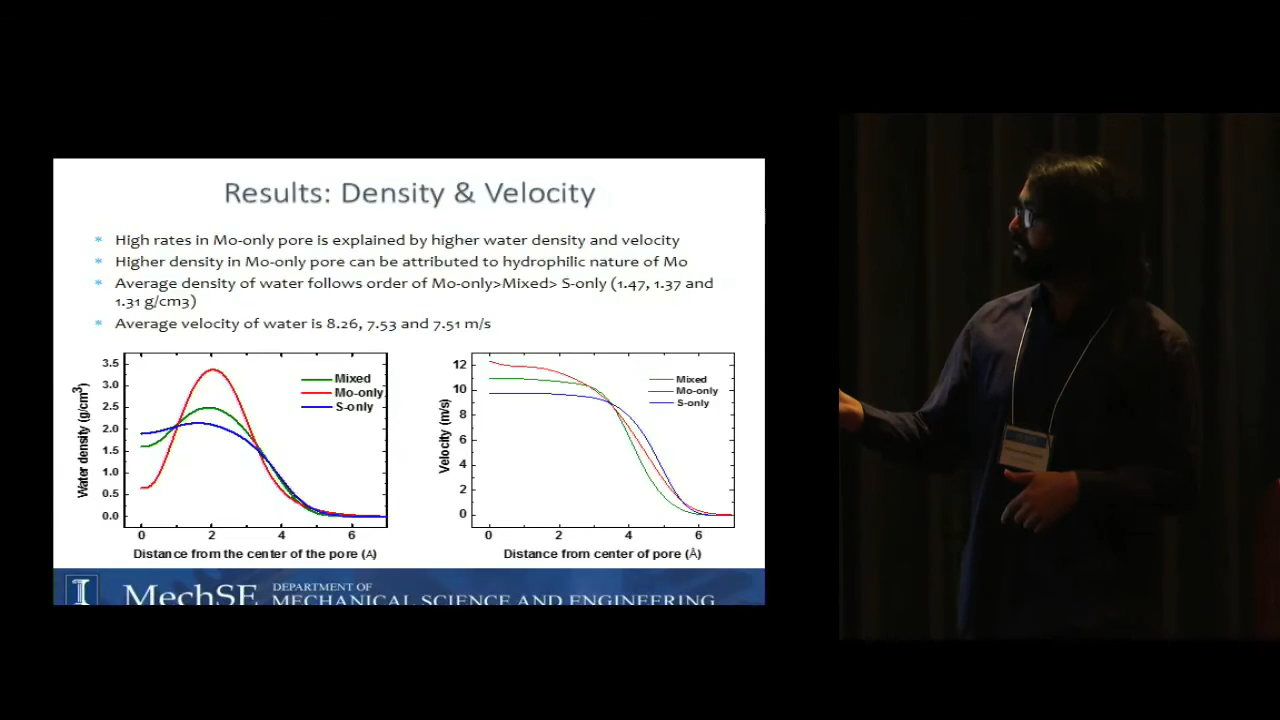 Results: Density & Velocity
* High rates in Mo-only pore is explained by higher water density and velocity
* Higher density in Mo-only pore can be attributed to hydrophilic nature of Mo
* Average density of water follows order of Mo-only>Mixed> S-only (1.47, 1.37 and
1.31 g/cm3)
* Average velocity of water is 8.26, 7.53 and 7.51 m/s
Water density (g/cm3)
3.5
3.0
2.5
2.0
1.5
1.0
0.5
0.0
Mixed
Mo-only
S-only
0 2 4 6
Distance from the center of the pore (A)
Velocity (m/s)
12
10
8
6
4
2
0
Mixed
Mo-only
S-only
0 2 4 6
Distance from center of pore (Å)
I
MechSE
DEPARTMENT OF
MECHANICAL SCIENCE AND ENGINEERING